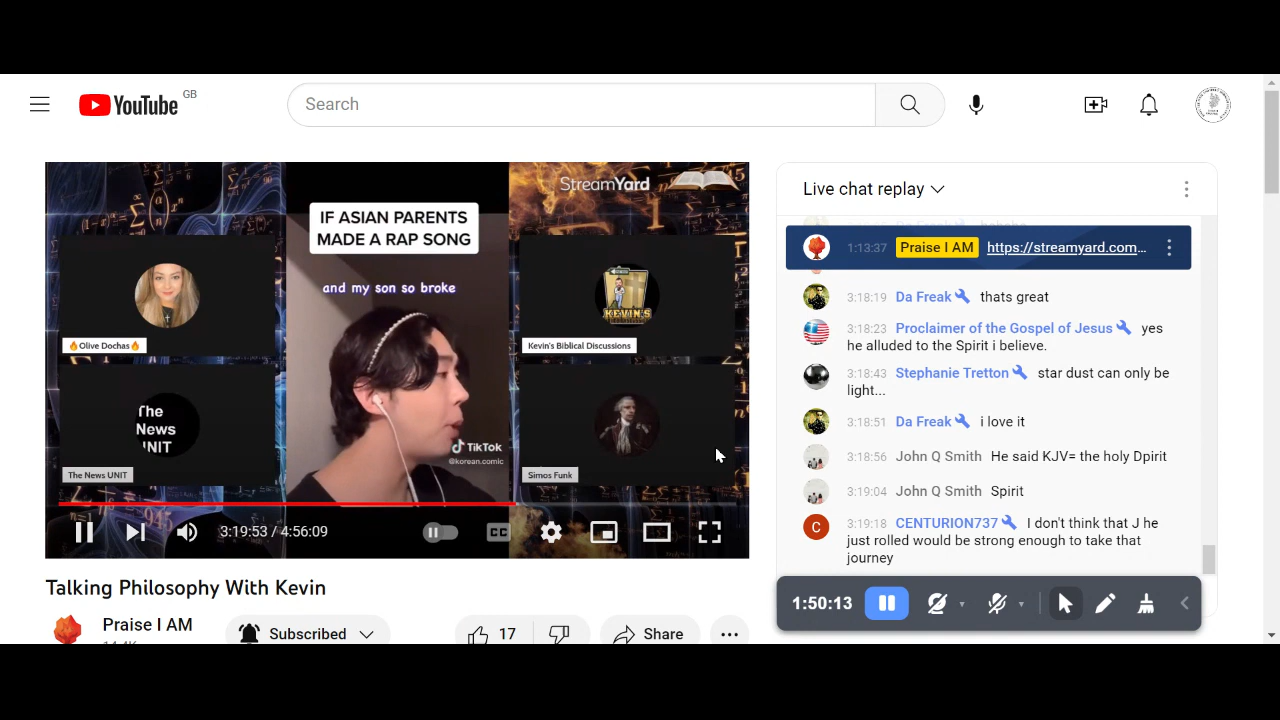 YouTube GB
Search
StreamYard
IF ASIAN PARENTS
MADE A RAP SONG
and my son so broke
🔥Olive Dochas🔥
KEVIN'S
Kevin's Biblical Discussions
The
News
UNIT
The News UNIT
TikTok
@korean.comic
Simos Funk
3:19:53 / 4:56:09
CC
Talking Philosophy With Kevin
Praise I AM
Subscribed
17
Share
Live chat replay
1:13:37 Praise I AM https://streamyard.com...
3:18:19 Da Freak thats great
3:18:23 Proclaimer of the Gospel of Jesus yes
he alluded to the Spirit i believe.
3:18:43 Stephanie Tretton star dust can only be
light...
3:18:51 Da Freak i love it
3:18:56 John Q Smith He said KJV= the holy Dpirit
3:19:04 John Q Smith Spirit
C
3:19:18 CENTURION737 I don't think that J he
just rolled would be strong enough to take that
journey
1:50:13